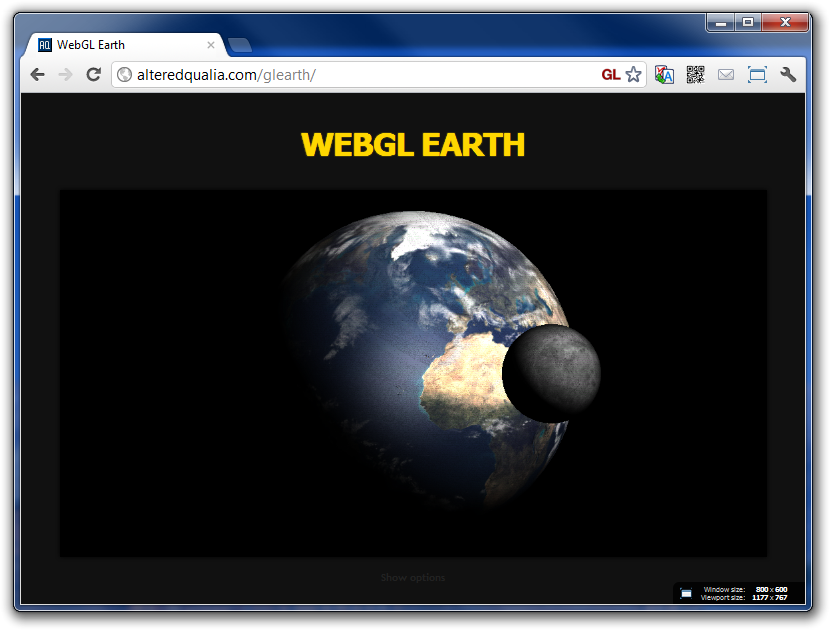 AQ WebGL Earth
alteredqualia.com/glearth/ GL
WEBGL EARTH
Show options
Window size: 800 x 600
Viewport size: 1177 x 767